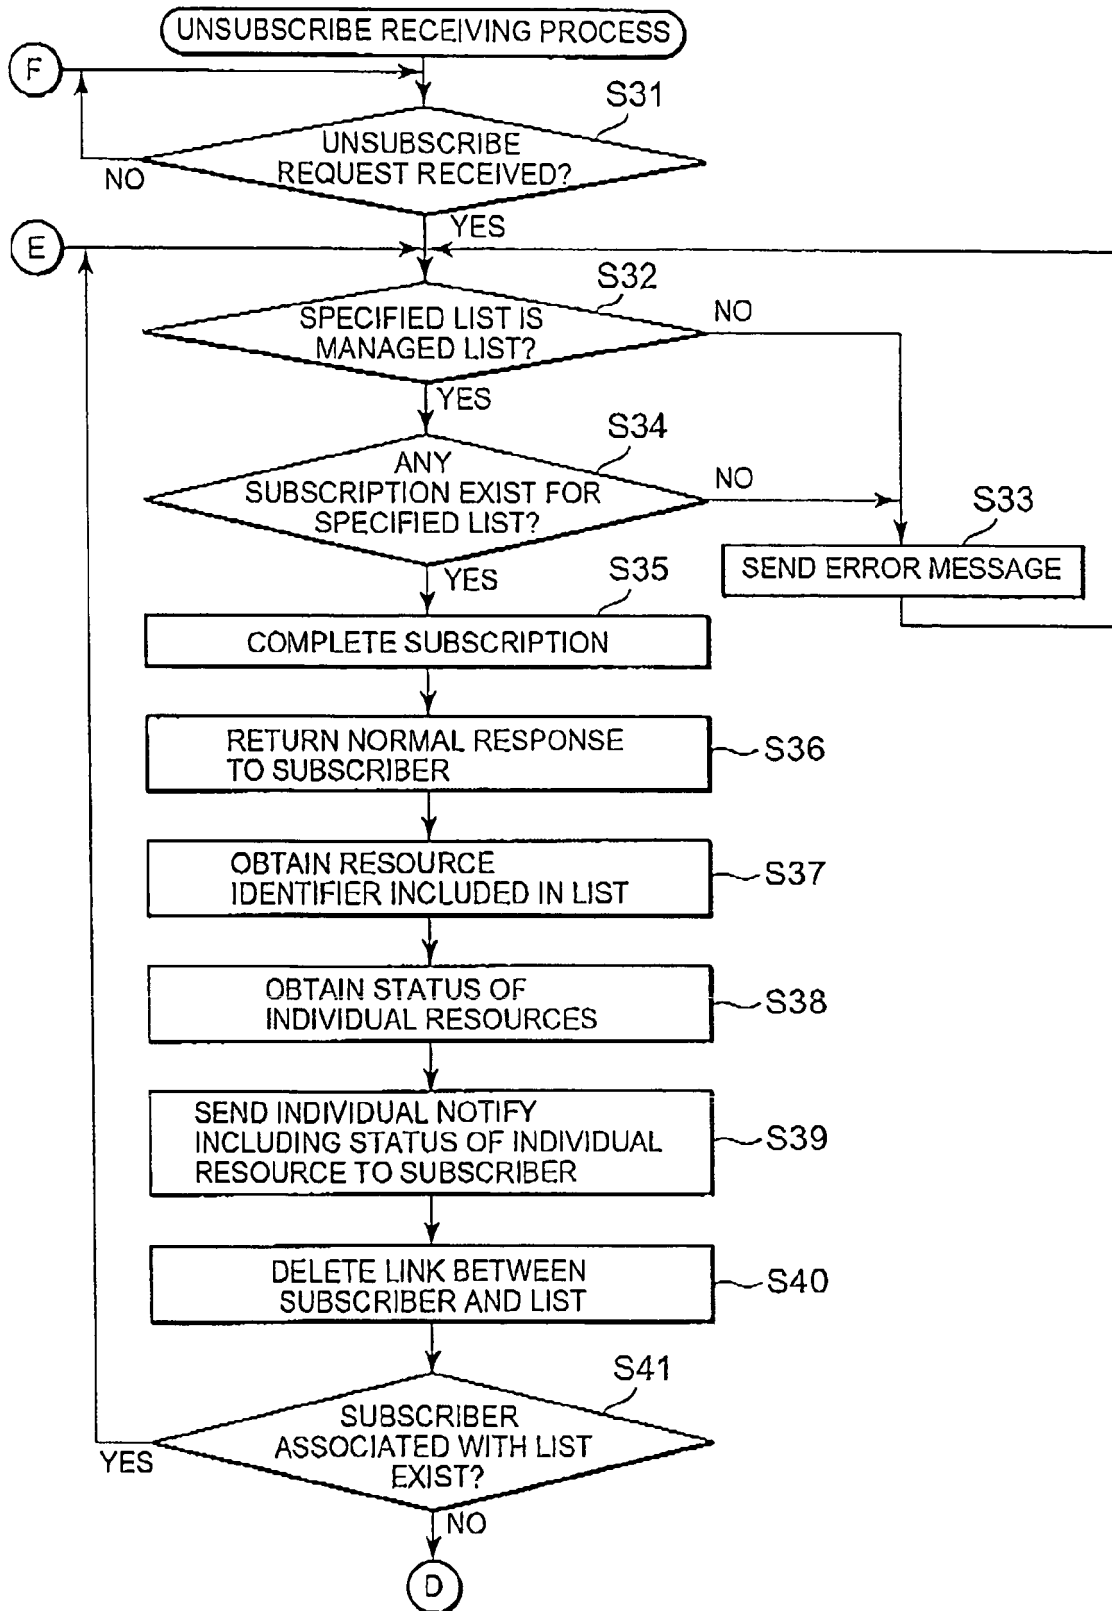 UNSUBSCRIBE RECEIVING PROCESS
F
S31
UNSUBSCRIBE
REQUEST RECEIVED?
NO
YES
E
S32
SPECIFIED LIST IS
MANAGED LIST?
NO
YES
S34
ANY
SUBSCRIPTION EXIST FOR
SPECIFIED LIST?
NO
S33
SEND ERROR MESSAGE
YES
S35
COMPLETE SUBSCRIPTION
RETURN NORMAL RESPONSE
TO SUBSCRIBER
S36
OBTAIN RESOURCE
IDENTIFIER INCLUDED IN LIST
S37
OBTAIN STATUS OF
INDIVIDUAL RESOURCES
S38
SEND INDIVIDUAL NOTIFY
INCLUDING STATUS OF INDIVIDUAL
RESOURCE TO SUBSCRIBER
S39
DELETE LINK BETWEEN
SUBSCRIBER AND LIST
S40
S41
SUBSCRIBER
ASSOCIATED WITH LIST
EXIST?
YES
NO
D